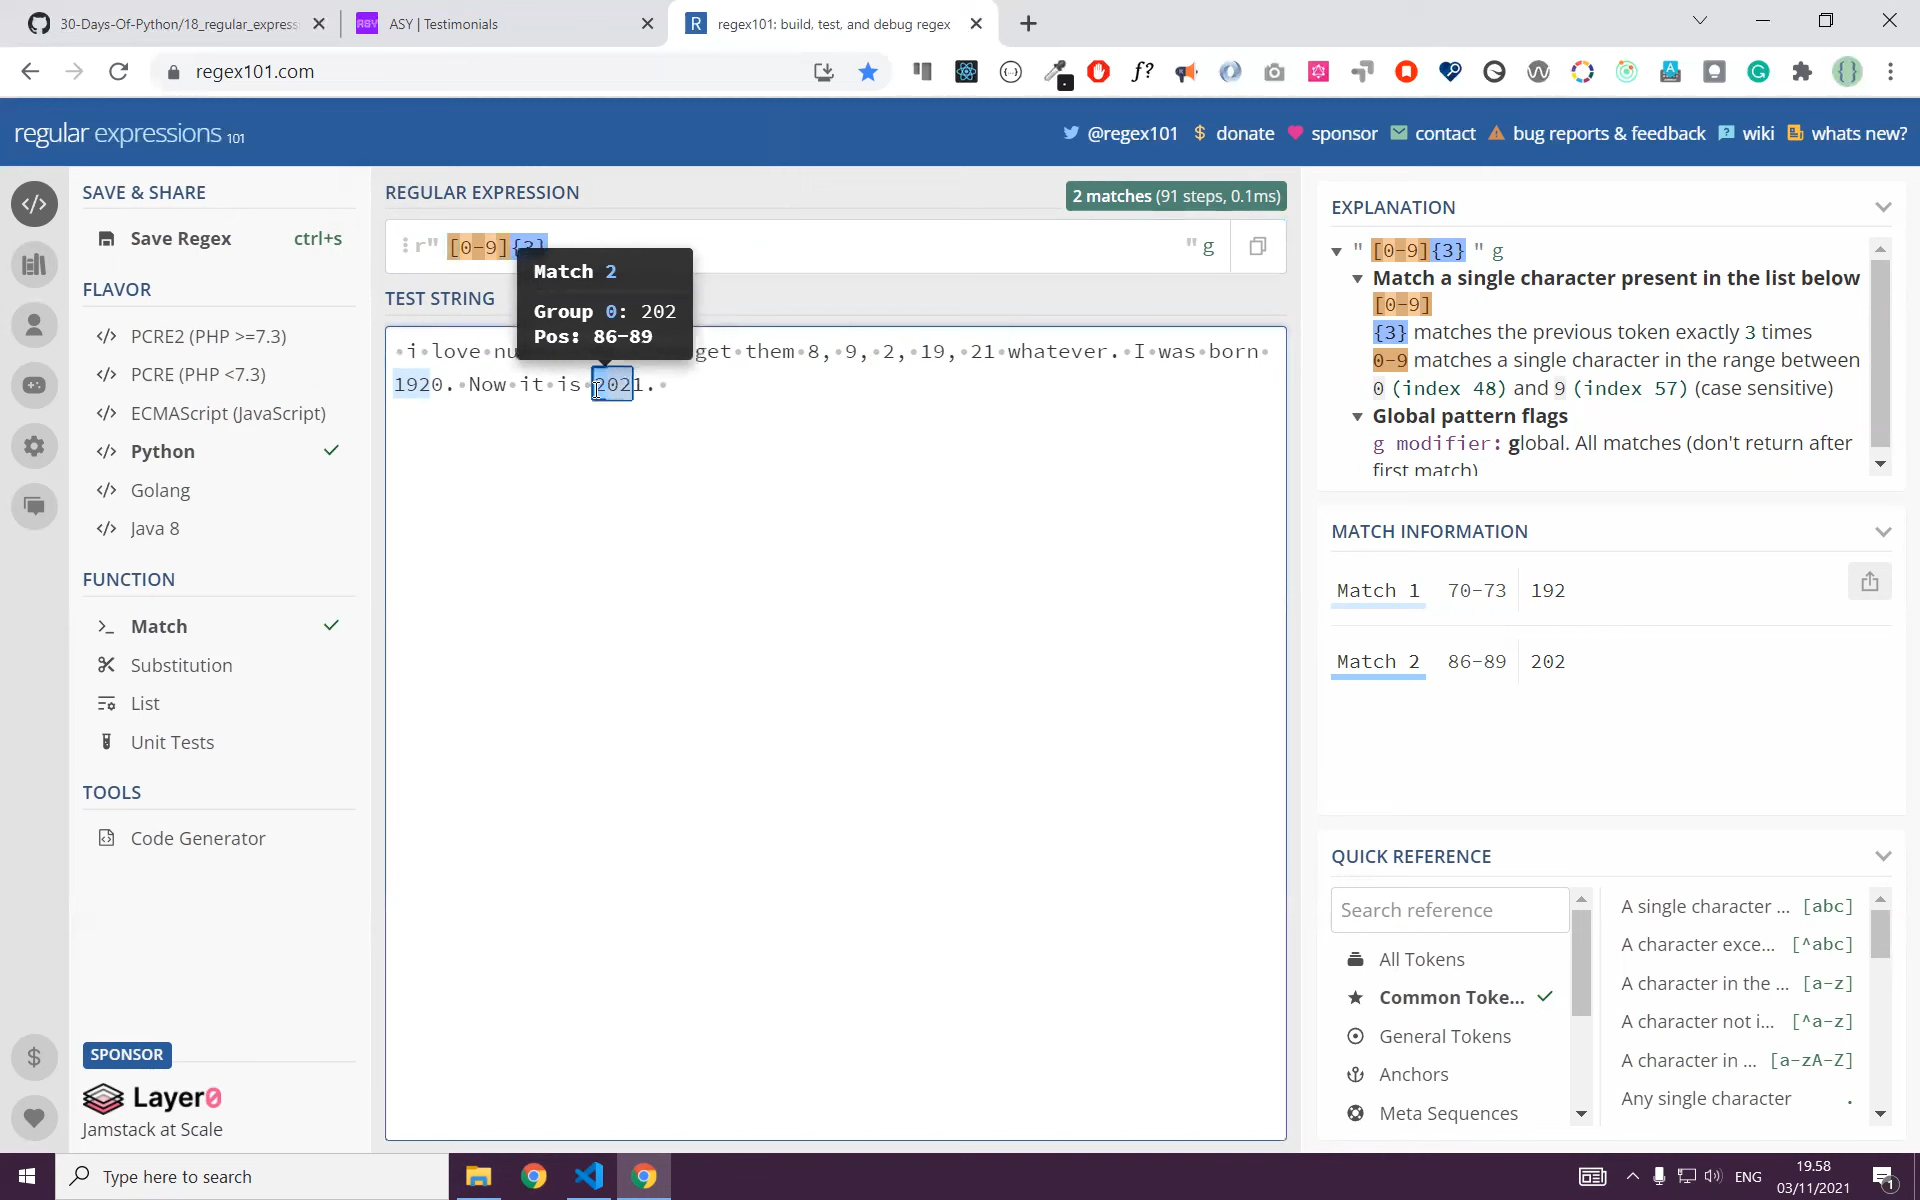 30-Days-Of-Python/18_regular_express
ASY | Testimonials
regex101: build, test, and debug regex
regex101.com
regular expressions 101
@regex101
donate
sponsor
contact
bug reports & feedback
wiki
whats new?
SAVE & SHARE
Save Regex
ctrl+s
FLAVOR
PCRE2 (PHP >=7.3)
PCRE (PHP <7.3)
ECMAScript (JavaScript)
Python
Golang
Java 8
FUNCTION
Match
Substitution
List
Unit Tests
TOOLS
Code Generator
SPONSOR
Layer0
Jamstack at Scale
REGULAR EXPRESSION
2 matches (91 steps, 0.1ms)
r" [0-9]{3} " g
TEST STRING
Match 2
Group 0: 202
Pos: 86-89
·i·love·nu get·them·8,·9,·2,·19,·21·whatever.·I·was·born·
1920.·Now·it·is·2021.·
EXPLANATION
" [0-9]{3} " g
Match a single character present in the list below
[0-9]
{3} matches the previous token exactly 3 times
0-9 matches a single character in the range between
0 (index 48) and 9 (index 57) (case sensitive)
Global pattern flags
g modifier: global. All matches (don't return after
first match)
MATCH INFORMATION
Match 1 70-73 192
Match 2 86-89 202
QUICK REFERENCE
Search reference
All Tokens
Common Toke...
General Tokens
Anchors
Meta Sequences
A single character ... [abc]
A character exce... [^abc]
A character in the ... [a-z]
A character not i... [^a-z]
A character in ... [a-zA-Z]
Any single character .
Type here to search
ENG
19.58
03/11/2021
1